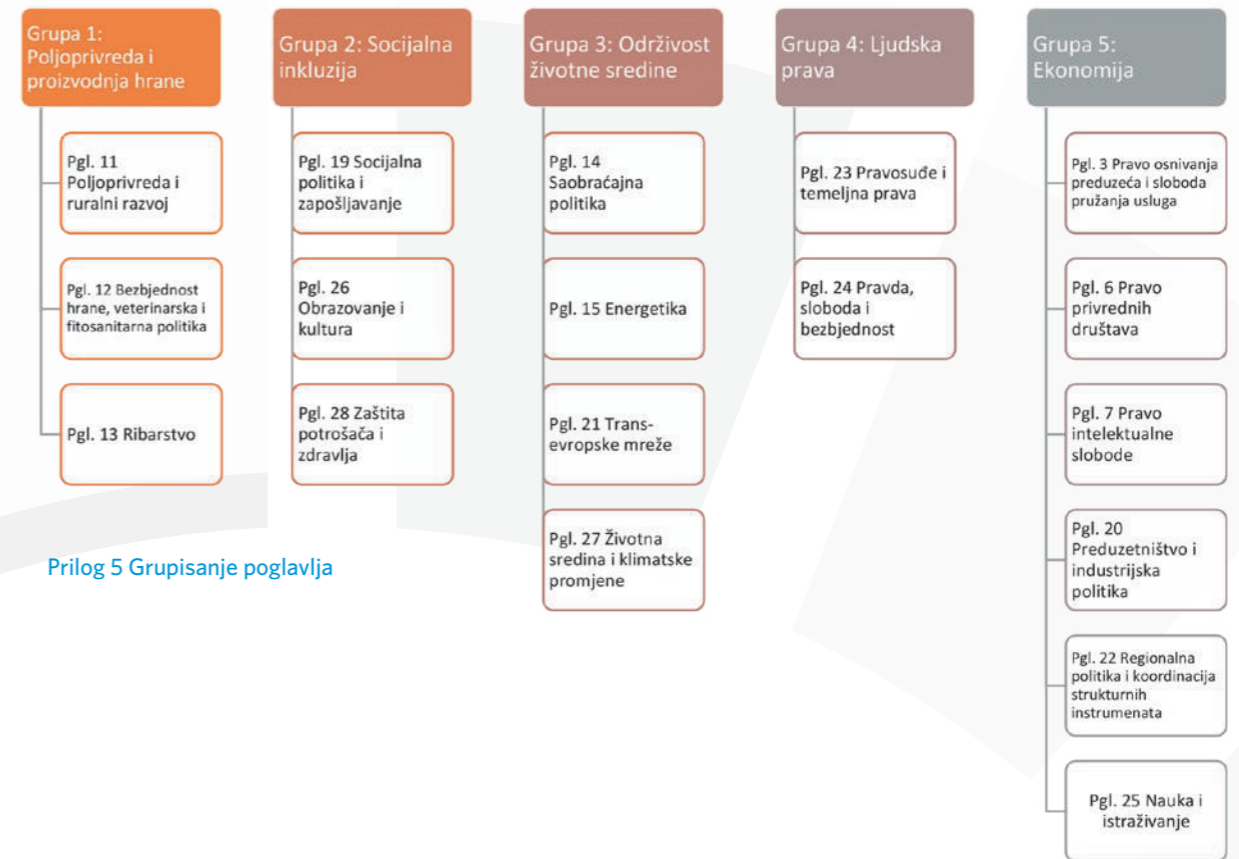 Grupa 1:
Poljoprivreda i
proizvodnja hrane
Pgl. 11
Poljoprivreda i
ruralni razvoj
Pgl. 12 Bezbjednost
hrane, veterinarska i
fitosanitarna politika
Pgl. 13 Ribarstvo
Grupa 2: Socijalna
inkluzija
Pgl. 19 Socijalna
politika i
zapošljavanje
Pgl. 26
Obrazovanje i
kultura
Pgl. 28 Zaštita
potrošača i
zdravlja
Grupa 3: Održivost
životne sredine
Pgl. 14
Saobraćajna
politika
Pgl. 15 Energetika
Pgl. 21 Trans-
evropske mreže
Pgl. 27 Životna
sredina i klimatske
promjene
Grupa 4: Ljudska
prava
Pgl. 23 Pravosuđe i
temeljna prava
Pgl. 24 Pravda,
sloboda i
bezbjednost
Grupa 5:
Ekonomija
Pgl. 3 Pravo osnivanja
preduzeća i sloboda
pružanja usluga
Pgl. 6 Pravo
privrednih
društava
Pgl. 7 Pravo
intelektualne
slobode
Pgl. 20
Preduzetništvo i
industrijska
politika
Pgl. 22 Regionalna
politika i koordinacija
strukturnih
instrumenata
Pgl. 25 Nauka i
istraživanje
Prilog 5 Grupisanje poglavlja